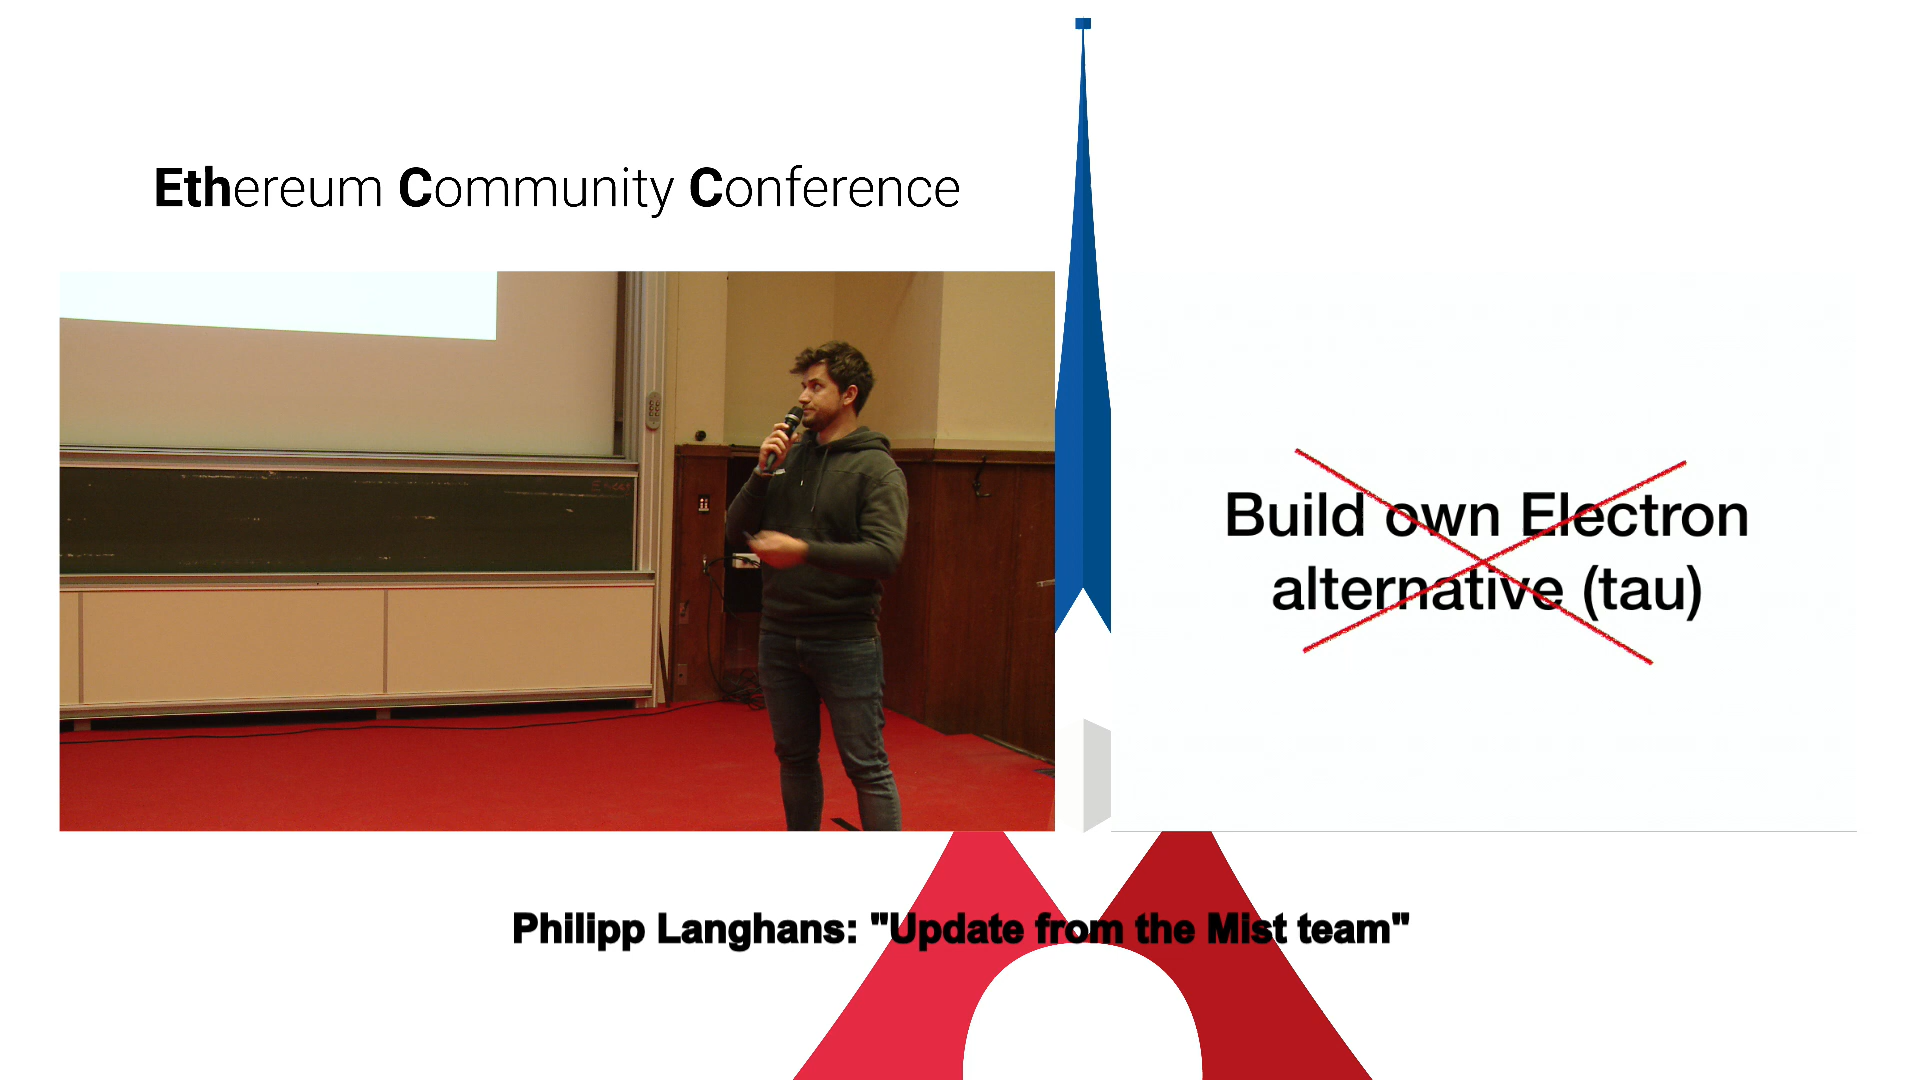 Ethereum Community Conference
Build own Electron
alternative (tau)
Philipp Langhans: "Update from the Mist team"